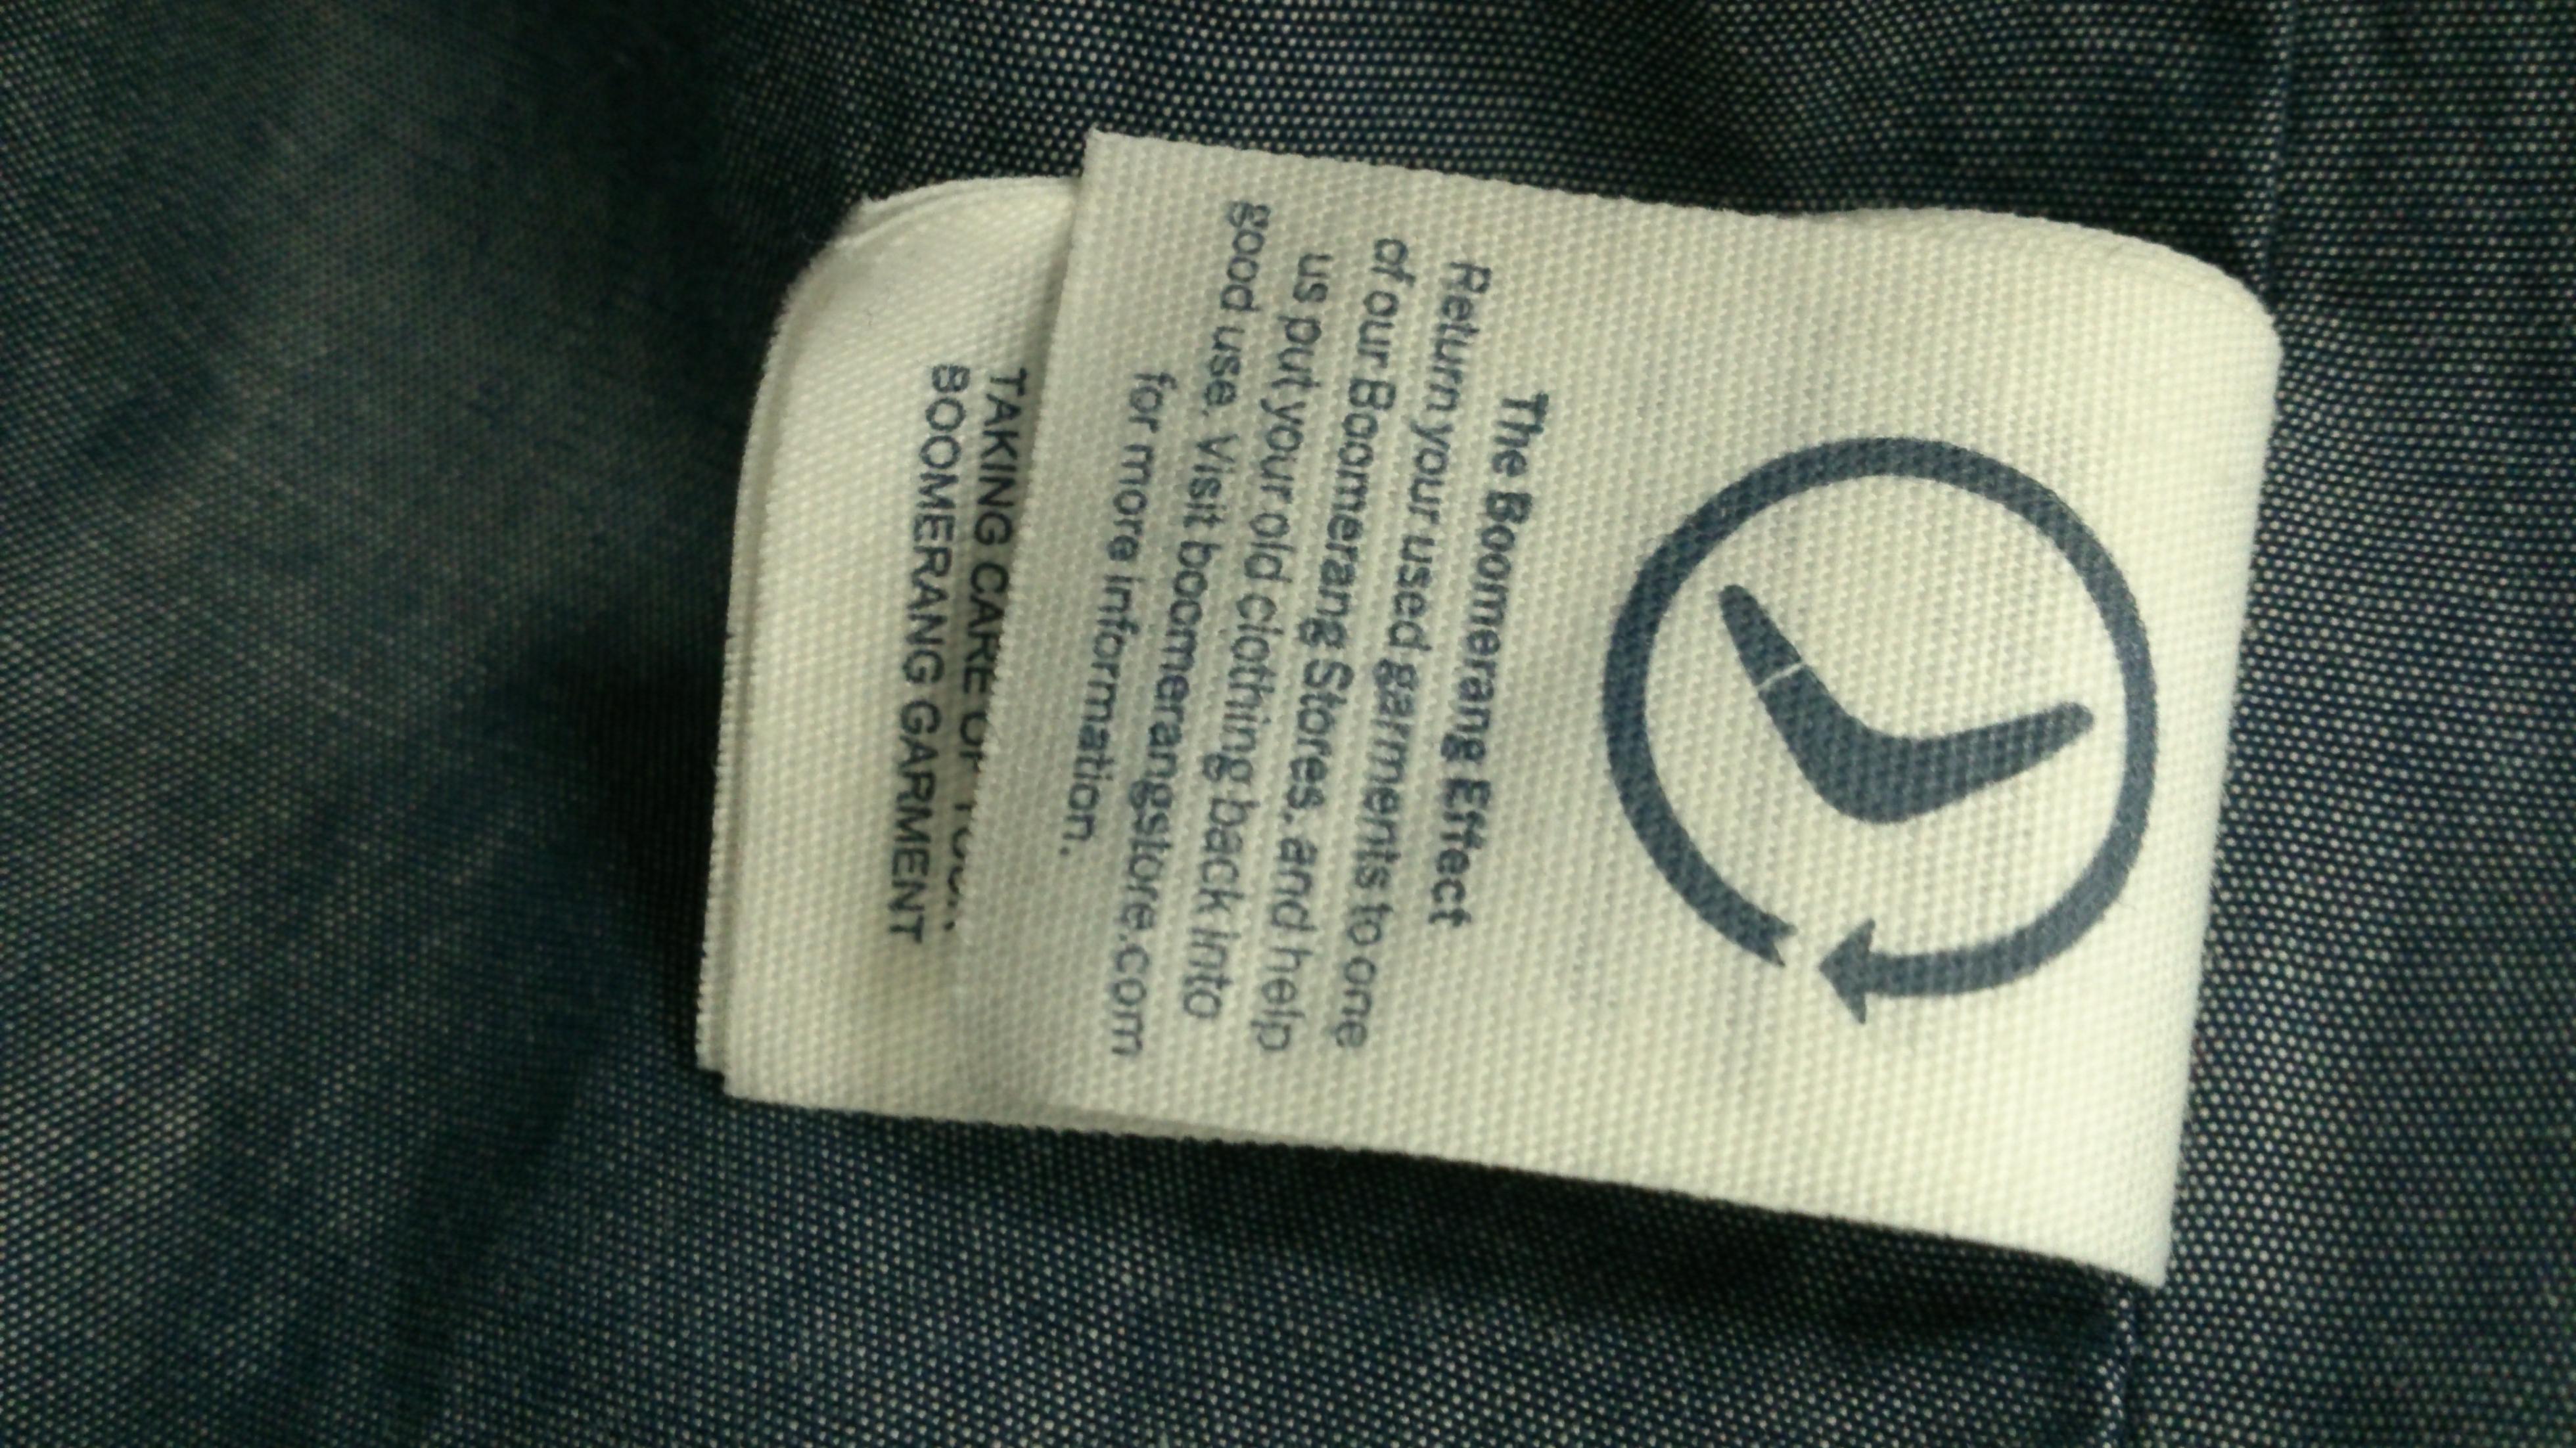 The Boomerang Effect
Return your used garments to one
of our Boomerang Stores, and help
us put your old clothing back into
good use. Visit boomerangstore.com
for more information.
TAKING CARE OF YOUR
BOOMERANG GARMENT